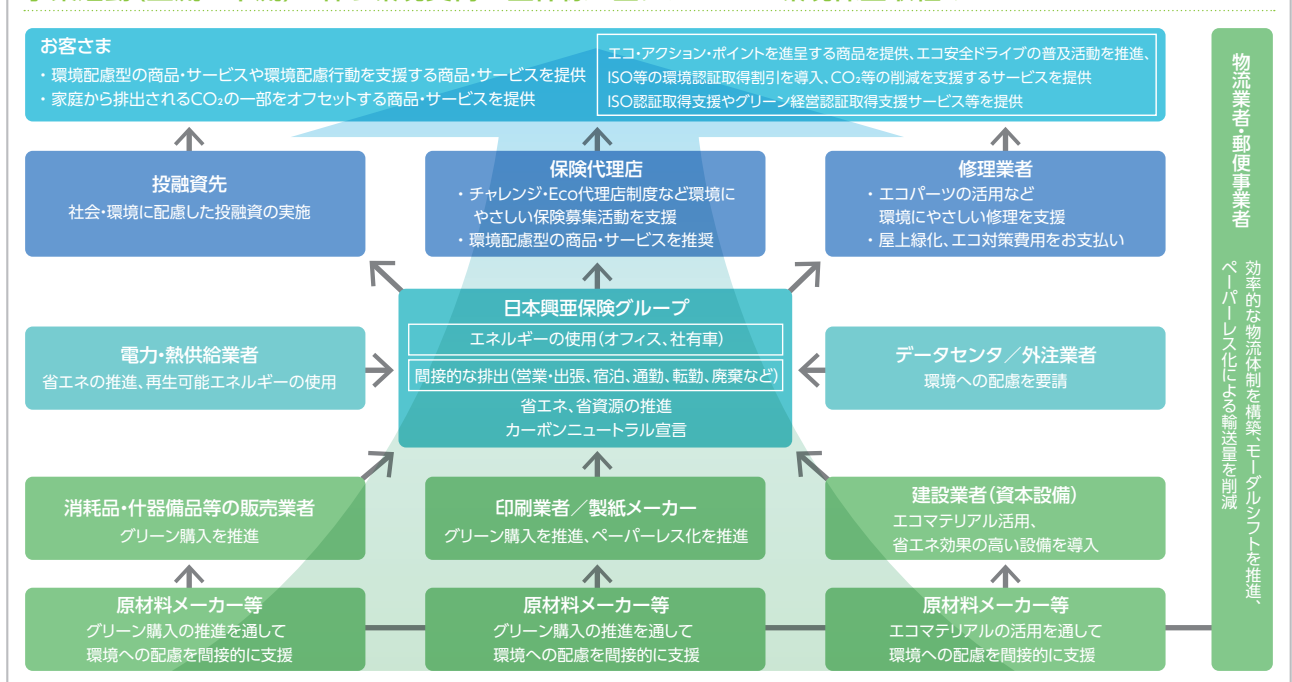 お客さま
・環境配慮型の商品・サービスや環境配慮行動を支援する商品・サービスを提供
・家庭から排出されるCO₂の一部をオフセットする商品・サービスを提供
エコ・アクション・ポイントを進呈する商品を提供、エコ安全ドライブの普及活動を推進、
ISO等の環境認証取得割引を導入、CO₂等の削減を支援するサービスを提供
ISO認証取得支援やグリーン経営認証取得支援サービス等を提供
投融資先
社会・環境に配慮した投融資の実施
保険代理店
・チャレンジ・Eco代理店制度など環境に
やさしい保険募集活動を支援
・環境配慮型の商品・サービスを推奨
修理業者
・エコパーツの活用など
環境にやさしい修理を支援
・屋上緑化、エコ対策費用をお支払い
日本興亜保険グループ
エネルギーの使用（オフィス、社有車）
間接的な排出（営業・出張、宿泊、通勤、転勤、廃棄など）
省エネ、省資源の推進
カーボンニュートラル宣言
電力・熱供給業者
省エネの推進、再生可能エネルギーの使用
データセンタ／外注業者
環境への配慮を要請
消耗品・什器備品等の販売業者
グリーン購入を推進
印刷業者／製紙メーカー
グリーン購入を推進、ペーパーレス化を推進
建設業者（資本設備）
エコマテリアル活用、
省エネ効果の高い設備を導入
原材料メーカー等
グリーン購入の推進を通して
環境への配慮を間接的に支援
原材料メーカー等
グリーン購入の推進を通して
環境への配慮を間接的に支援
原材料メーカー等
エコマテリアルの活用を通して
環境への配慮を間接的に支援
物流業者・郵便事業者
効率的な物流体制を構築、モーダルシフトを推進、
ペーパーレス化による輸送量を削減